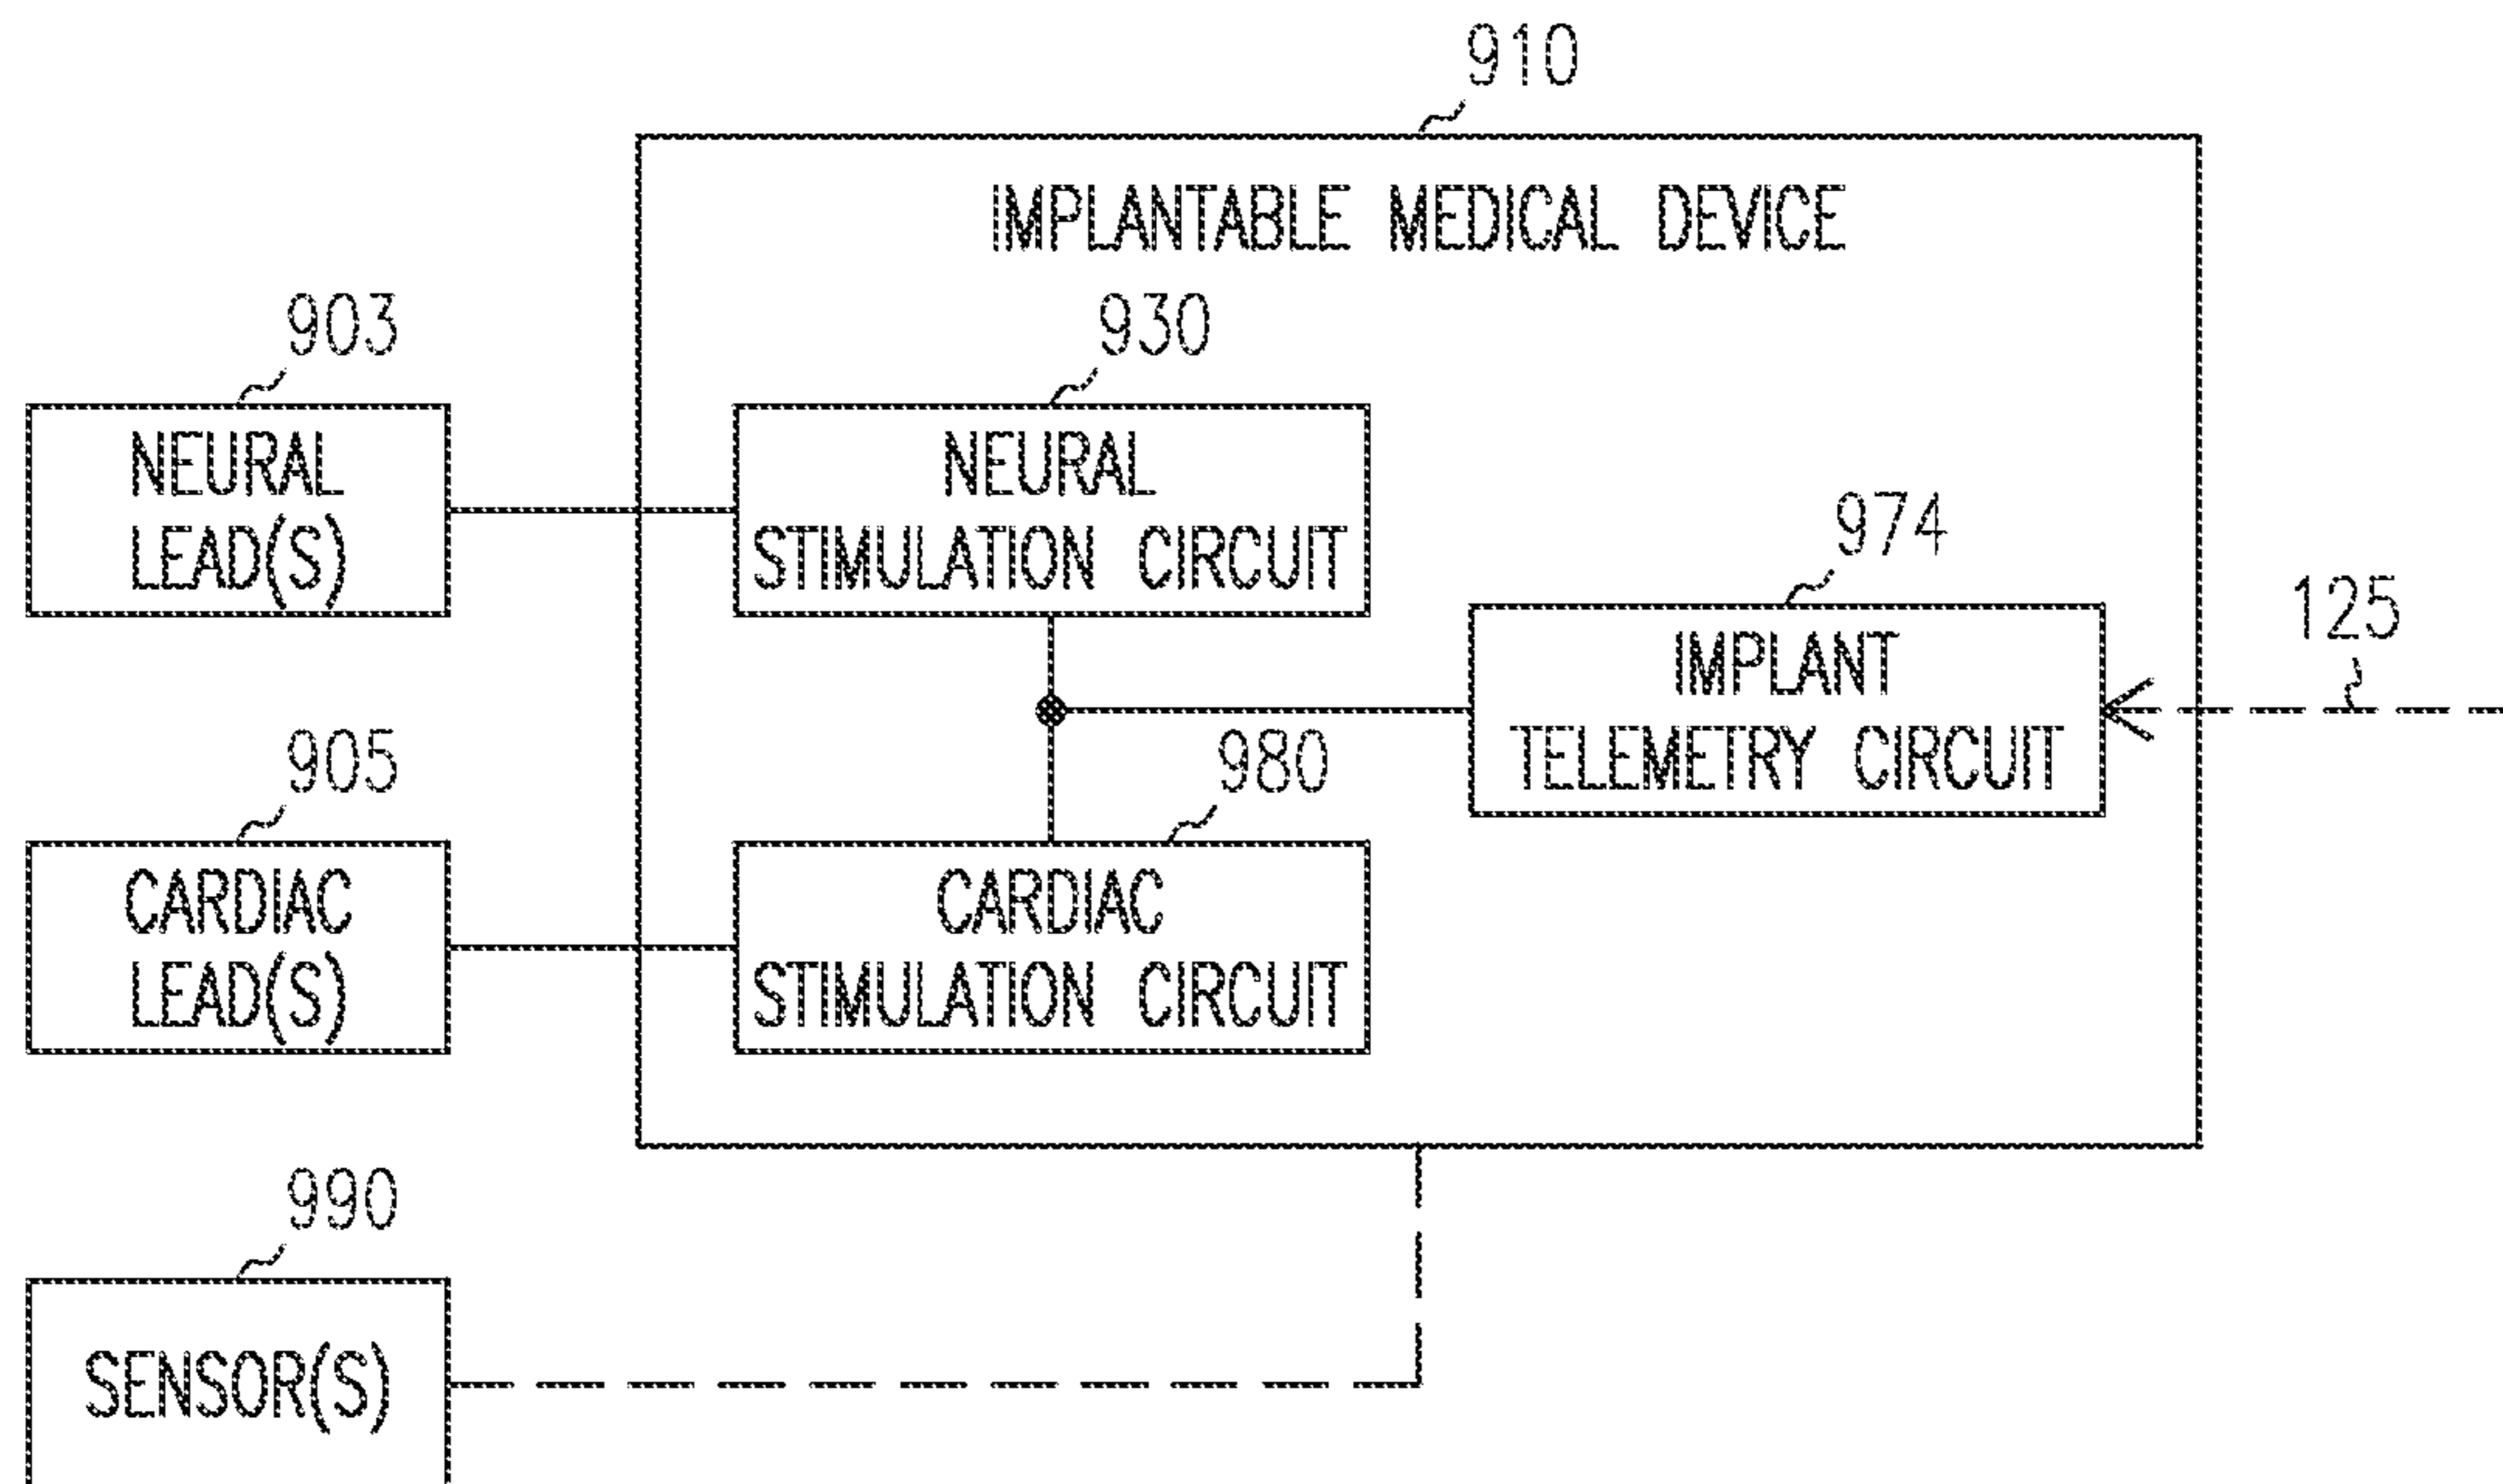 910
IMPLANTABLE MEDICAL DEVICE
903
930
NEURAL
LEAD(S)
NEURAL
STIMULATION CIRCUIT
974
IMPLANT
TELEMETRY CIRCUIT
125
905
980
CARDIAC
LEAD(S)
CARDIAC
STIMULATION CIRCUIT
990
SENSOR(S)